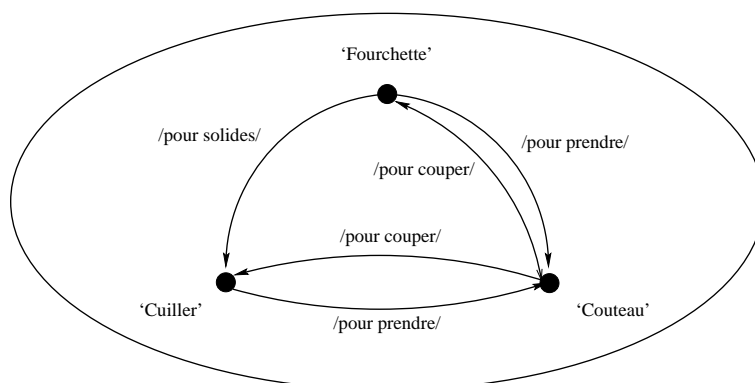 ‘Fourchette’
/pour solides/
/pour prendre/
/pour couper/
/pour couper/
‘Cuiller’
‘Couteau’
/pour prendre/